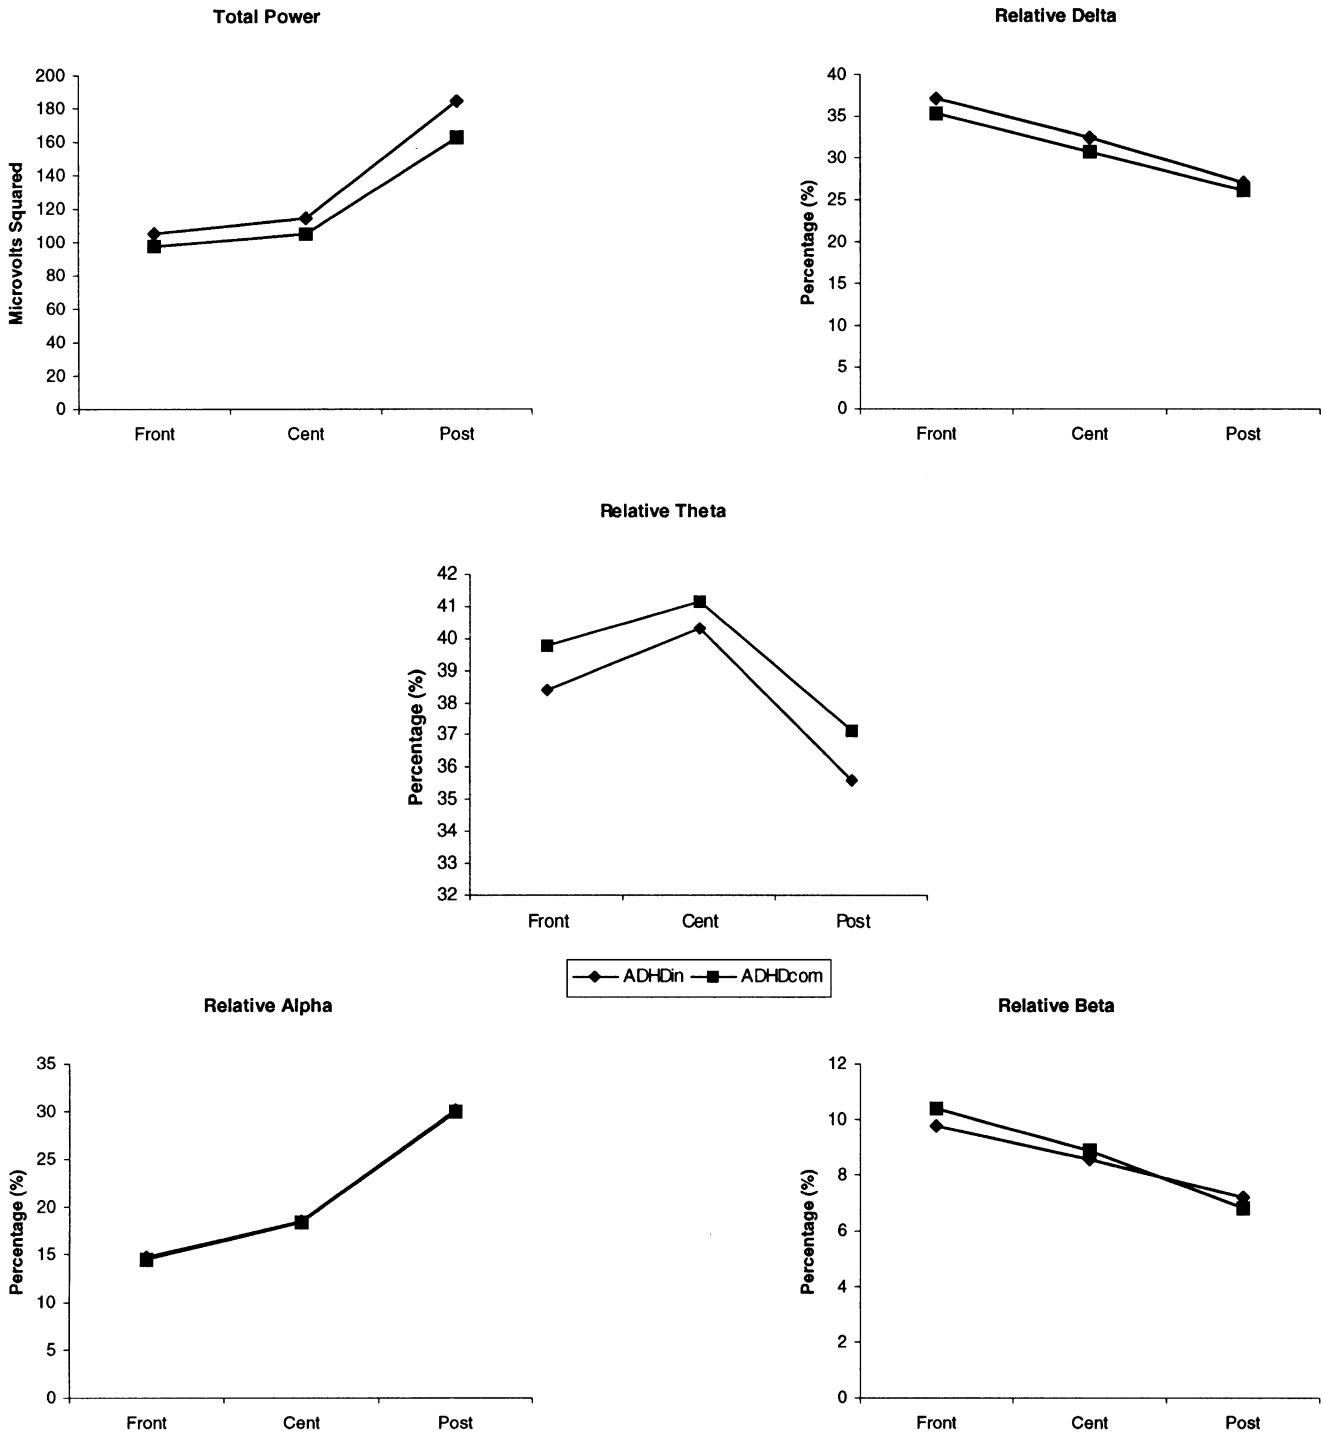 Total Power
Microvolts Squared
200
180
160
140
120
100
80
60
40
20
0
Front Cent Post
Relative Delta
Percentage (%)
40
35
30
25
20
15
10
5
0
Front Cent Post
Relative Theta
Percentage (%)
42
41
40
39
38
37
36
35
34
33
32
Front Cent Post
ADHDin ADHDcom
Relative Alpha
Percentage (%)
35
30
25
20
15
10
5
0
Front Cent Post
Relative Beta
Percentage (%)
12
10
8
6
4
2
0
Front Cent Post